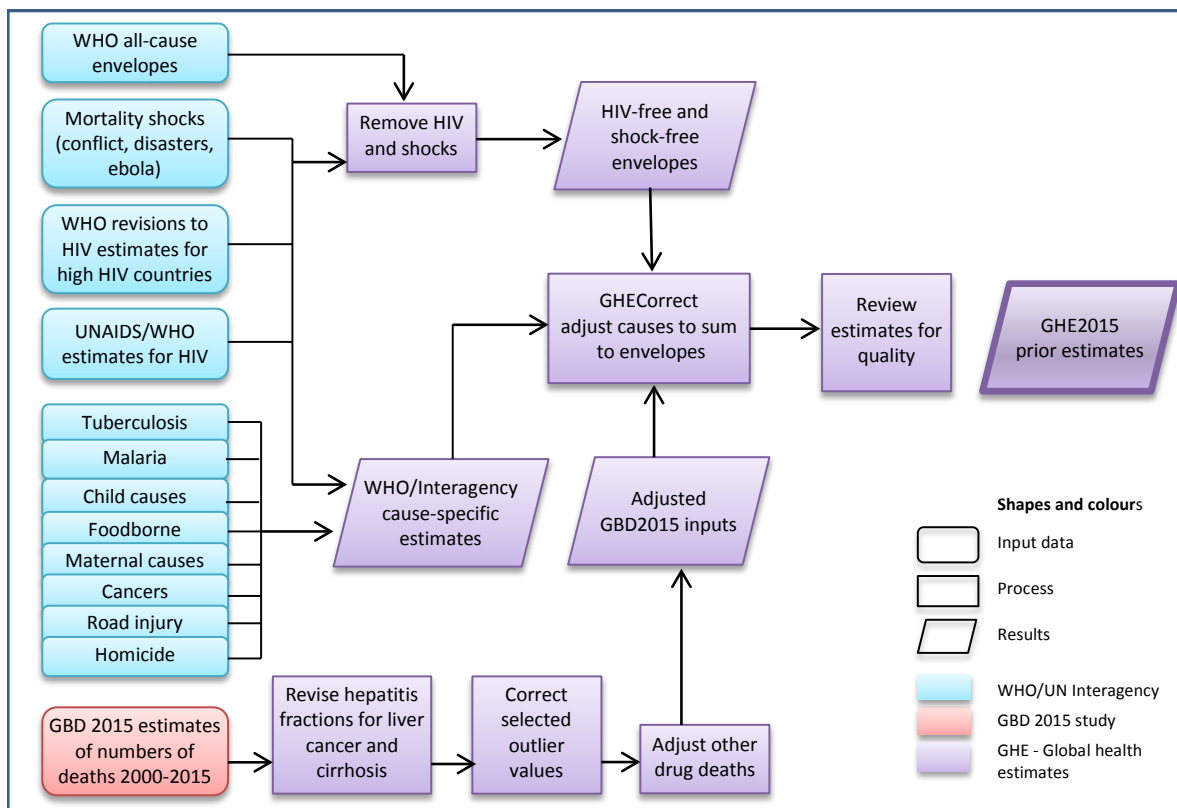 WHO all-cause
envelopes
Mortality shocks
(conflict, disasters,
ebola)
WHO revisions to
HIV estimates for
high HIV countries
UNAIDS/WHO
estimates for HIV
Tuberculosis
Malaria
Child causes
Foodborne
Maternal causes
Cancers
Road injury
Homicide
GBD 2015 estimates
of numbers of
deaths 2000-2015
Remove HIV
and shocks
HIV-free and
shock-free
envelopes
GHECorrect
adjust causes to sum
to envelopes
Review
estimates for
quality
GHE2015
prior estimates
WHO/Interagency
cause-specific
estimates
Adjusted
GBD2015 inputs
Revise hepatitis
fractions for liver
cancer and
cirrhosis
Correct
selected
outlier
values
Adjust other
drug deaths
Shapes and colours
Input data
Process
Results
WHO/UN Interagency
GBD 2015 study
GHE - Global health
estimates